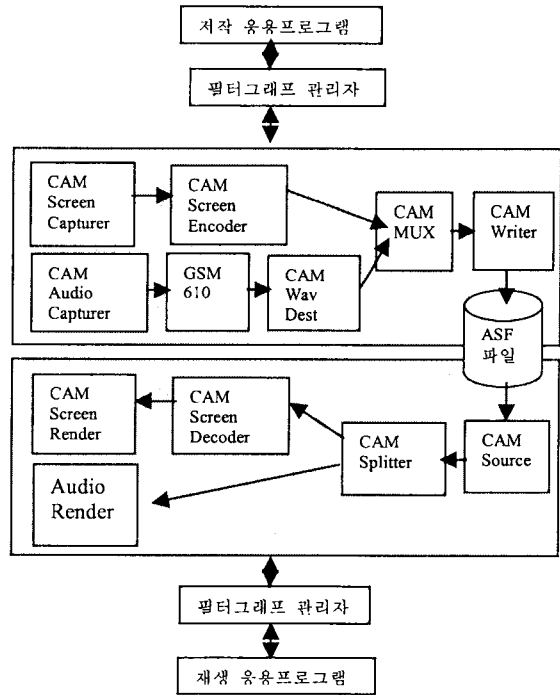 저작 응용프로그램
필터그래프 관리자
CAM
Screen
Capturer
CAM
Screen
Encoder
CAM
MUX
CAM
Writer
CAM
Audio
Capturer
GSM
610
CAM
Wav
Dest
ASF
파일
CAM
Screen
Render
CAM
Screen
Decoder
CAM
Splitter
CAM
Source
Audio
Render
필터그래프 관리자
재생 응용프로그램